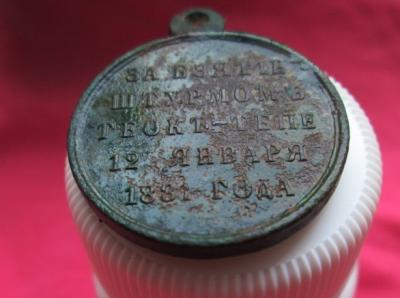 ЗА ВЗЯТІЕ
ШТУРМОМЪ
ГЕОКЪ-ТЕПЕ
12 ЯНВАРЯ
1881 ГОДА